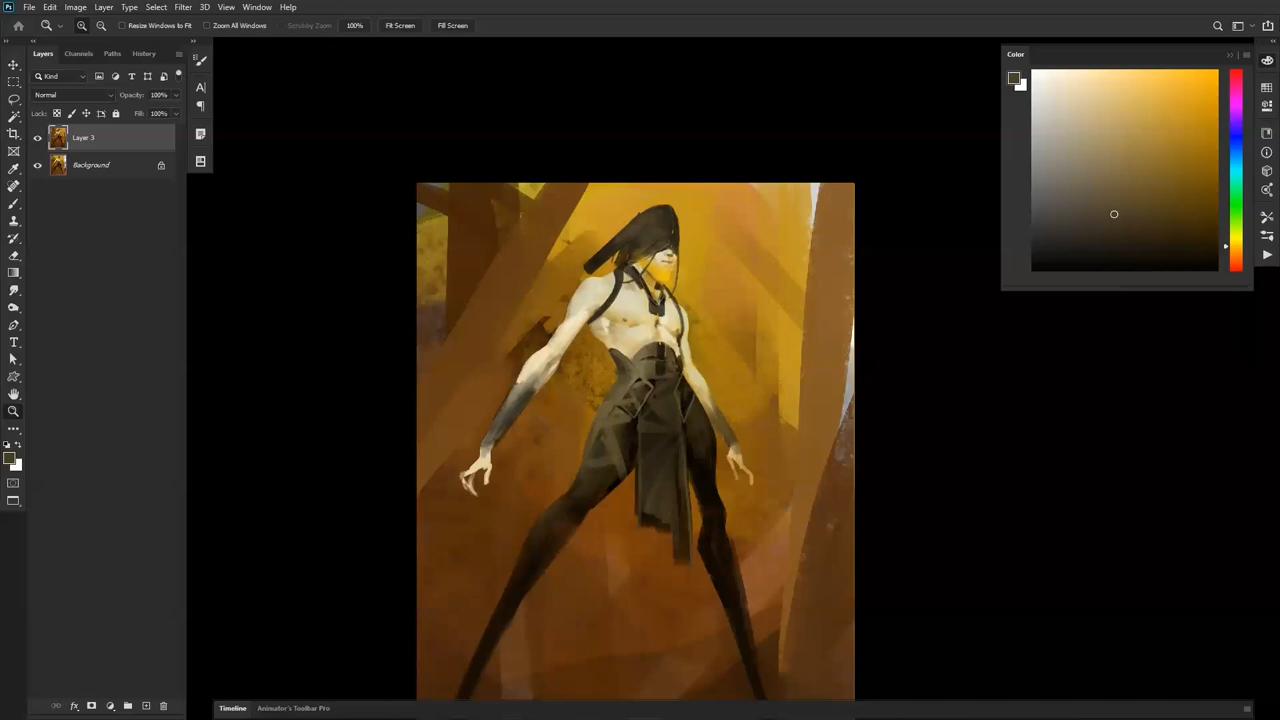 Ps File Edit Image Layer Type Select Filter 3D View Window Help
Resize Windows to Fit Zoom All Windows Scrubby Zoom 100% Fit Screen Fill Screen
Layers Channels Paths History
Color
Kind
Normal Opacity: 100%
Lock: Fill: 100%
Layer 3
Background
Timeline Animator's Toolbar Pro